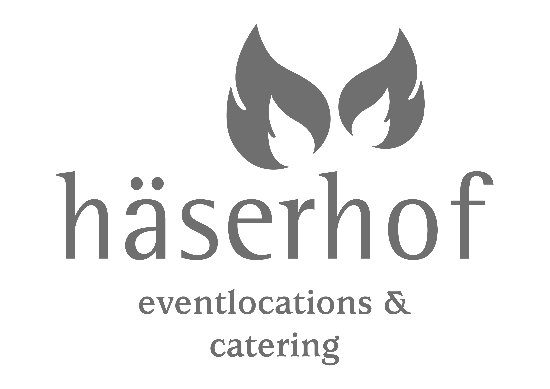 häserhof
eventlocations &
catering